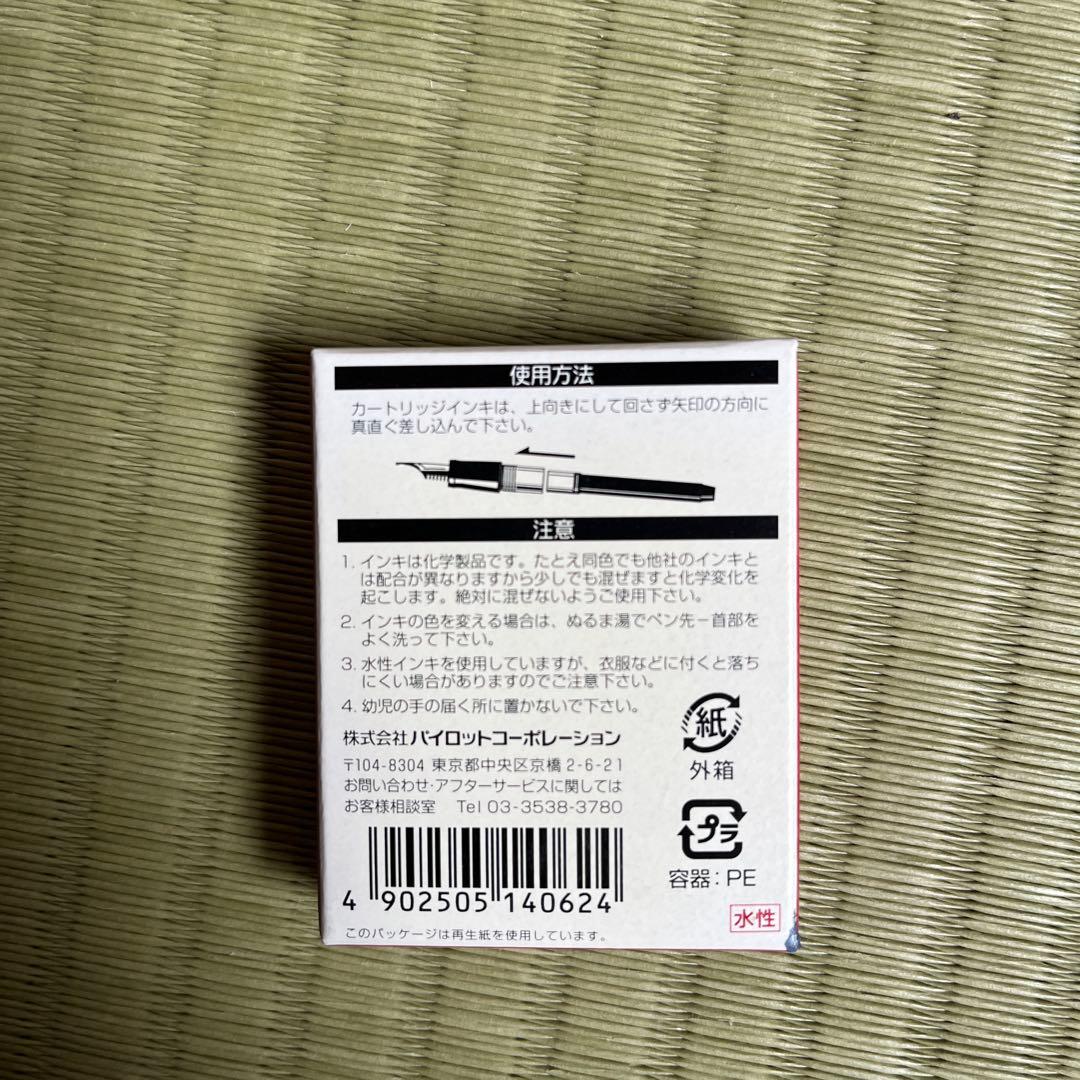 使用方法
カートリッジインキは、上向きにして回さず矢印の方向に
真直ぐ差し込んで下さい。
注意
1. インキは化学製品です。たとえ同色でも他社のインキと
は配合が異なりますから少しでも混ぜますと化学変化を
起こします。絶対に混ぜないようご使用下さい。
2. インキの色を変える場合は、ぬるま湯でペン先－首部を
よく洗って下さい。
3. 水性インキを使用していますが、衣服などに付くと落ち
にくい場合がありますのでご注意下さい。
4. 幼児の手の届く所に置かないで下さい。
株式会社 パイロットコーポレーション
〒104-8304 東京都中央区京橋2-6-21
お問い合わせ・アフターサービスに関しては
お客様相談室 Tel 03-3538-3780
紙
外箱
プラ
容器：PE
4 902505 140624
水性
このパッケージは再生紙を使用しています。